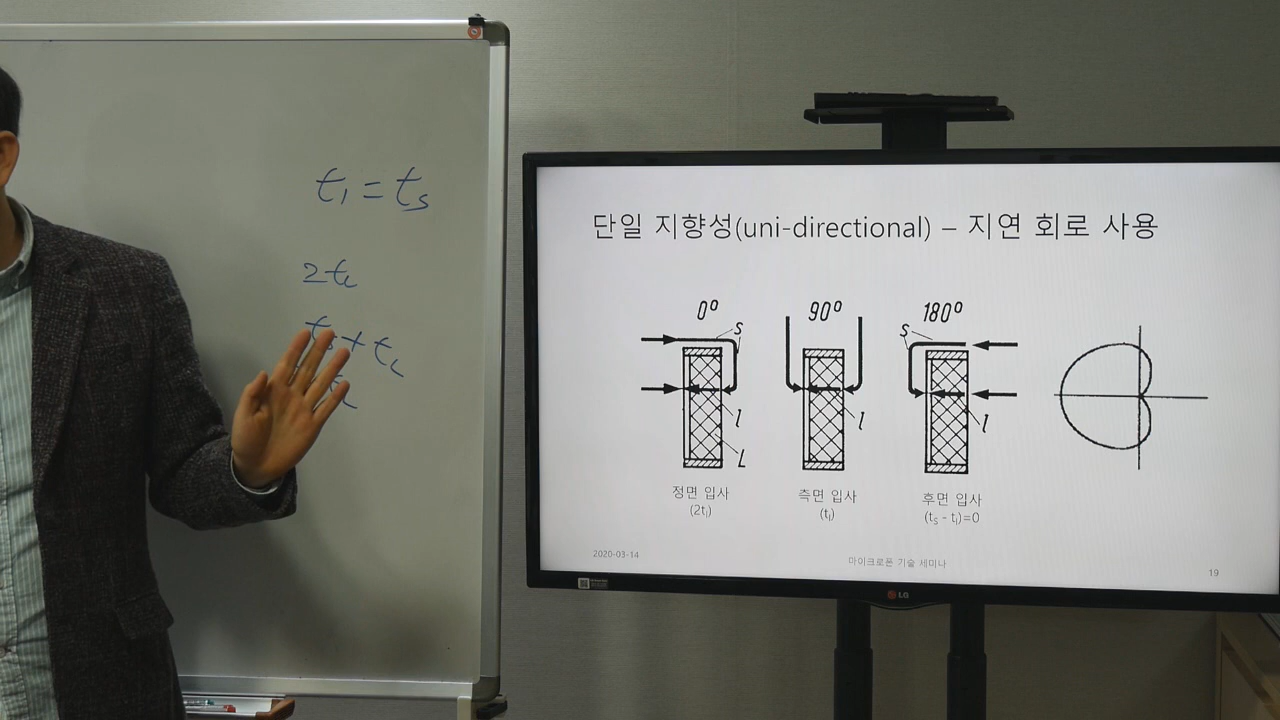 t₁ = tₛ
2t
+ t
단일 지향성(uni-directional) – 지연 회로 사용
0° 90° 180°
s s
l l l
L
정면 입사 측면 입사 후면 입사
(2tₗ) (tₗ) (tₛ - tₗ)=0
2020-03-14 마이크로폰 기술 세미나 19
LG